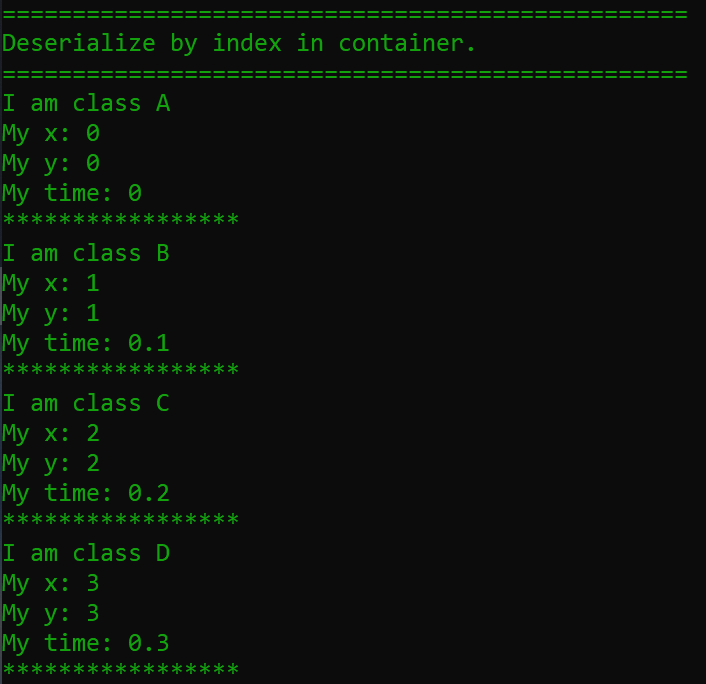 =================================================
Deserialize by index in container.
=================================================
I am class A
My x: 0
My y: 0
My time: 0
*****************
I am class B
My x: 1
My y: 1
My time: 0.1
*****************
I am class C
My x: 2
My y: 2
My time: 0.2
*****************
I am class D
My x: 3
My y: 3
My time: 0.3
*****************